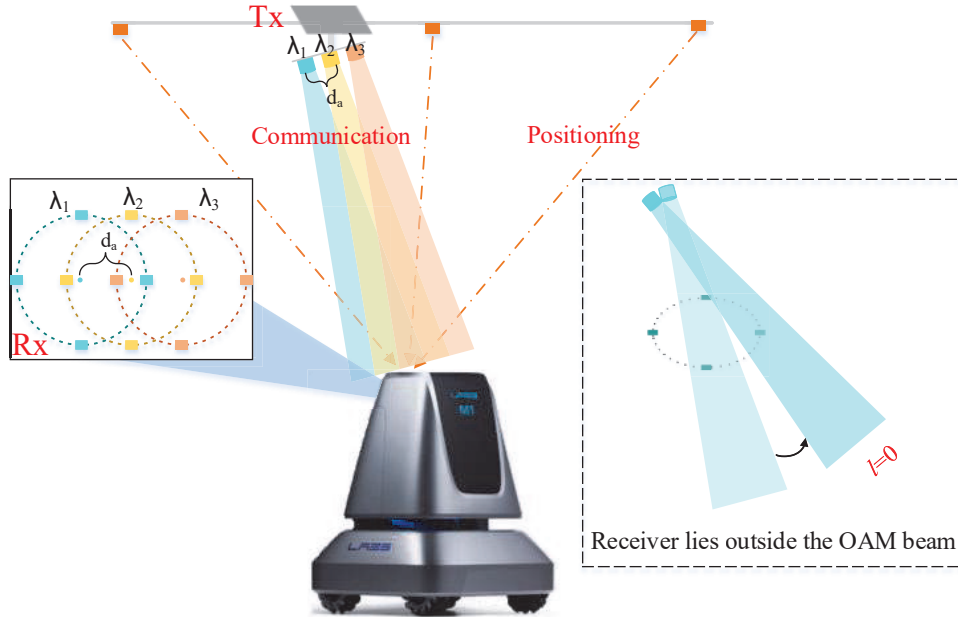 Tx
λ1 λ2 λ3
da
Communication
Positioning
λ1 λ2 λ3
da
Rx
M1
l=0
Receiver lies outside the OAM beam